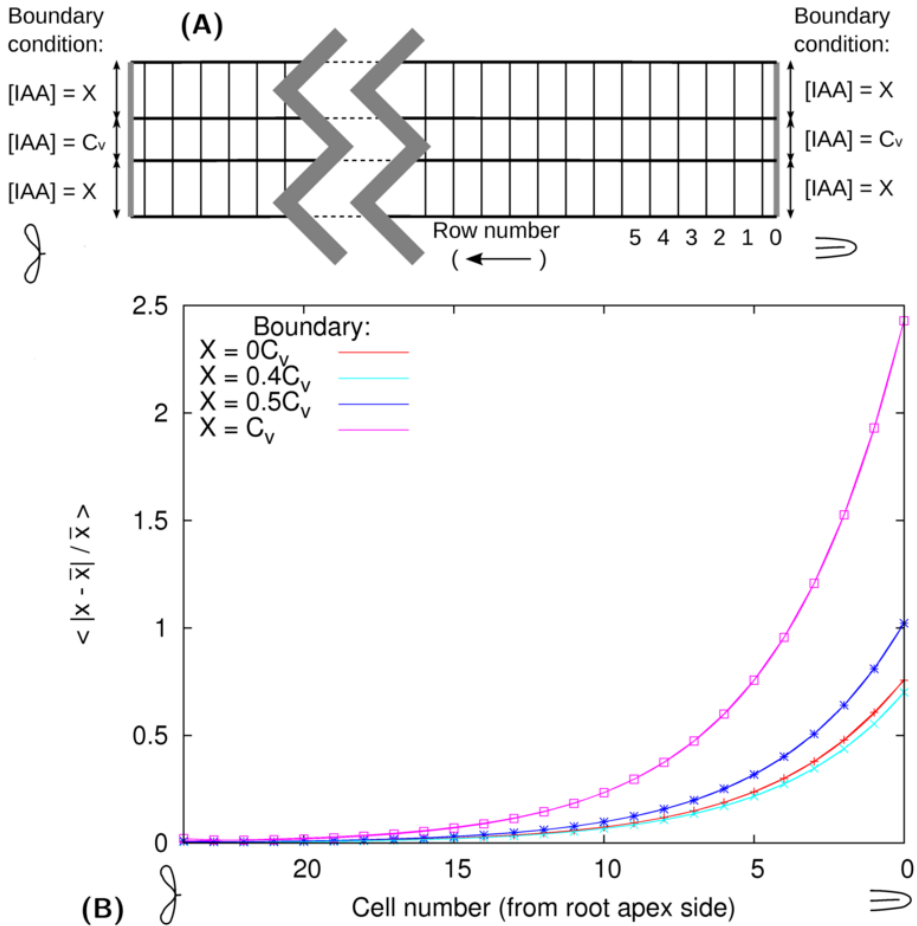 Boundary condition:
(A)
Boundary condition:
[IAA] = X
[IAA] = Cv
[IAA] = X
[IAA] = X
[IAA] = Cv
[IAA] = X
Row number
( )
5 4 3 2 1 0
2.5
2
1.5
1
0.5
0
< |x - x̅| / x̅ >
Boundary:
X = 0Cv
X = 0.4Cv
X = 0.5Cv
X = Cv
20 15 10 5 0
Cell number (from root apex side)
(B)